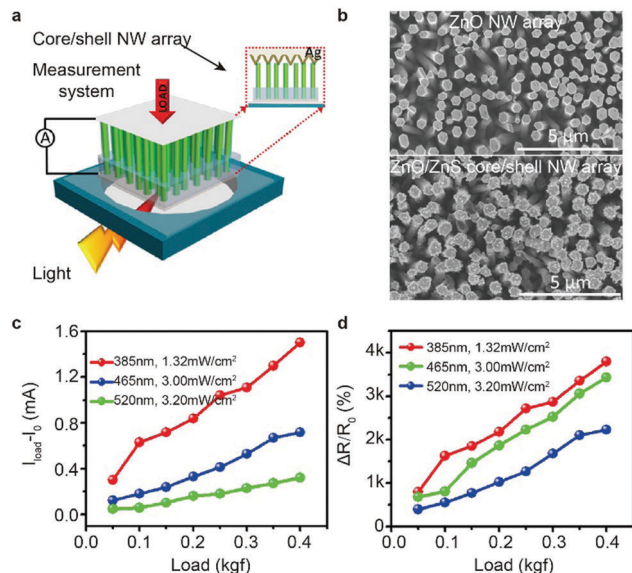 a
Core/shell NW array
Measurement
system
LOAD
A
Light
Ag
b
ZnO NW array
5 µm
ZnO/ZnS core/shell NW array
5 µm
c
1.6
1.2
0.8
0.4
0.0
I_load-I_0 (mA)
385nm, 1.32mW/cm²
465nm, 3.00mW/cm²
520nm, 3.20mW/cm²
0.0 0.1 0.2 0.3 0.4
Load (kgf)
d
4k
3k
2k
1k
0
ΔR/R_0 (%)
385nm, 1.32mW/cm²
465nm, 3.00mW/cm²
520nm, 3.20mW/cm²
0.0 0.1 0.2 0.3 0.4
Load (kgf)